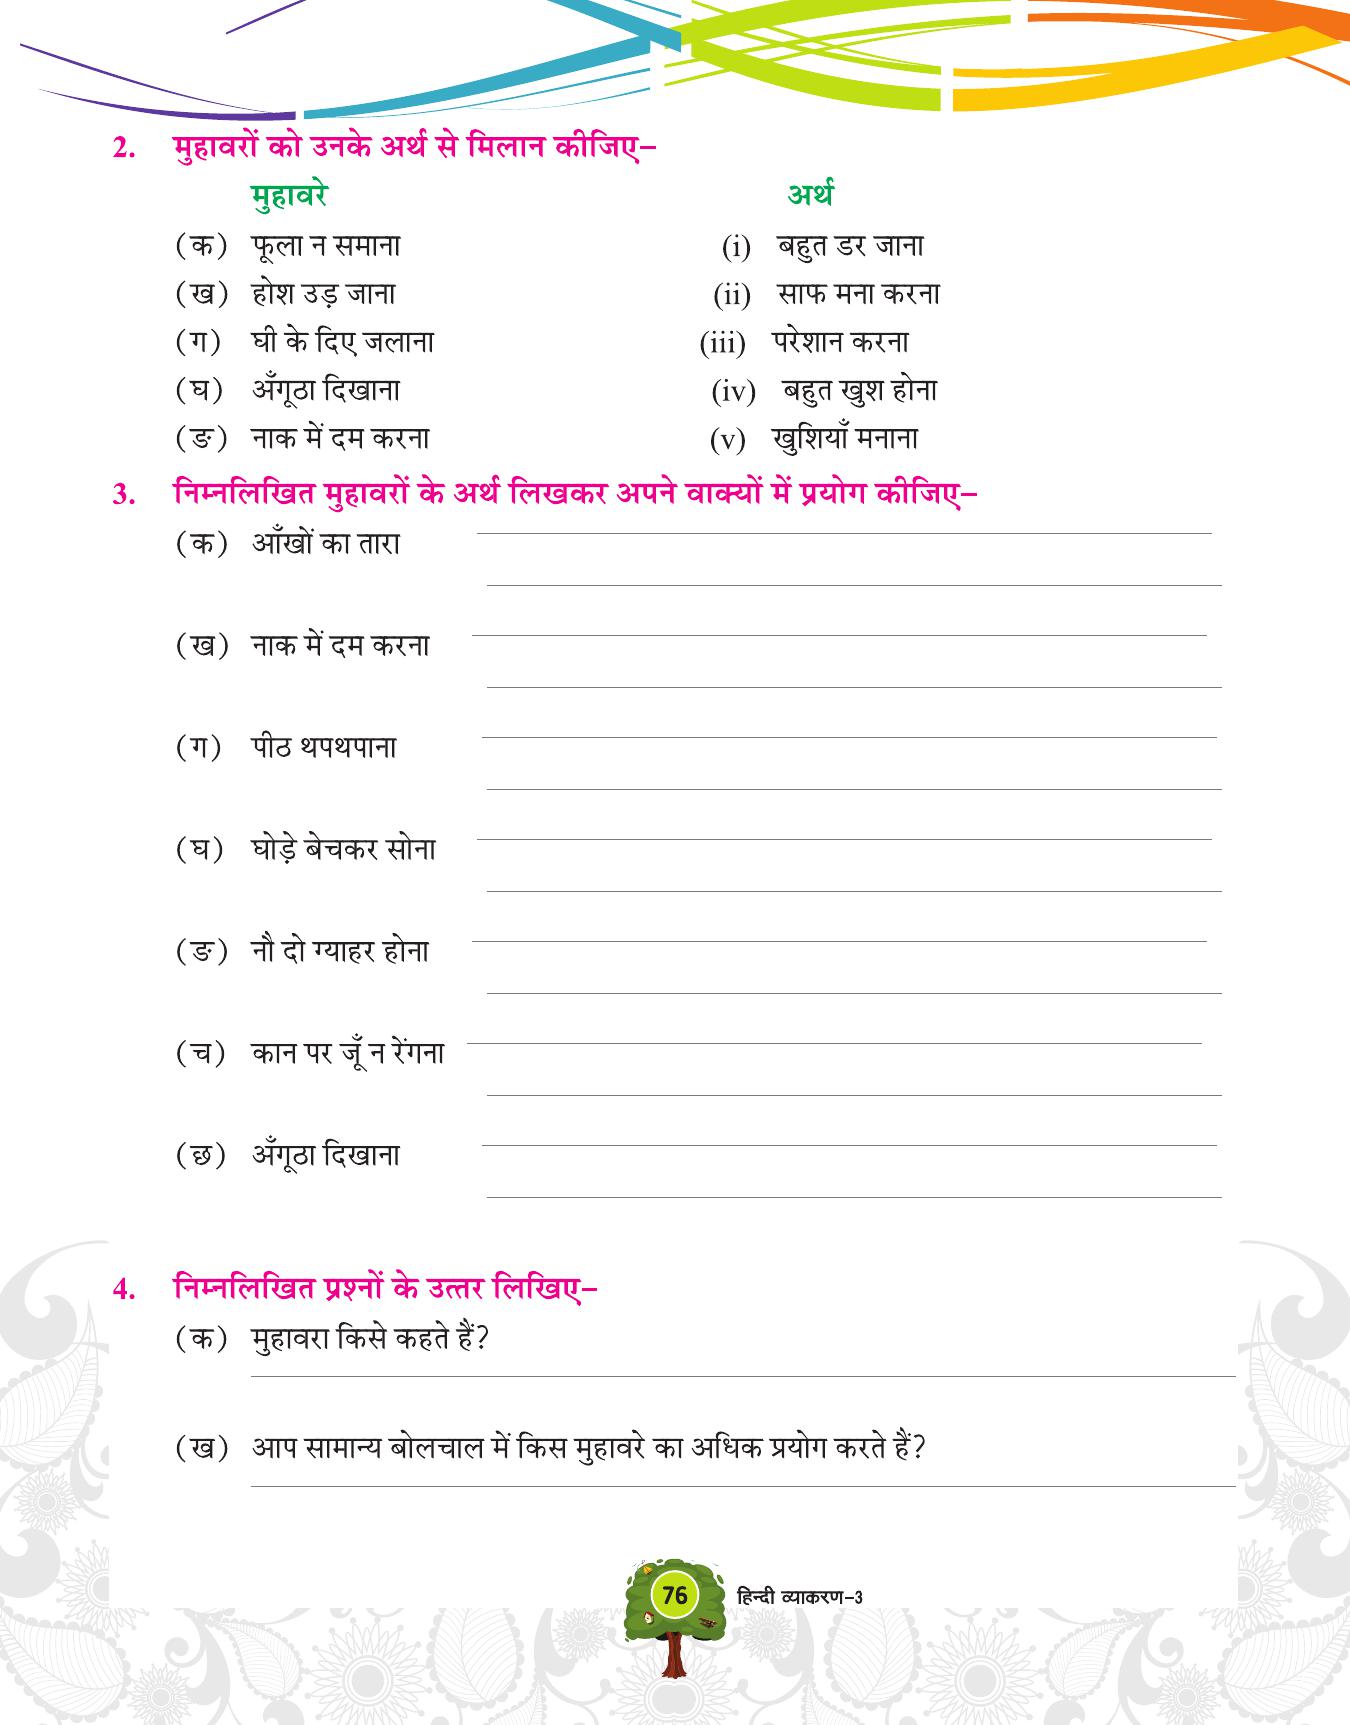 2. मुहावरों को उनके अर्थ से मिलान कीजिए–
मुहावरे अर्थ
(क) फूला न समाना (i) बहुत डर जाना
(ख) होश उड़ जाना (ii) साफ मना करना
(ग) घी के दिए जलाना (iii) परेशान करना
(घ) अँगूठा दिखाना (iv) बहुत खुश होना
(ङ) नाक में दम करना (v) खुशियाँ मनाना
3. निम्नलिखित मुहावरों के अर्थ लिखकर अपने वाक्यों में प्रयोग कीजिए–
(क) आँखों का तारा
(ख) नाक में दम करना
(ग) पीठ थपथपाना
(घ) घोड़े बेचकर सोना
(ङ) नौ दो ग्याहर होना
(च) कान पर जूँ न रेंगना
(छ) अँगूठा दिखाना
4. निम्नलिखित प्रश्नों के उत्तर लिखिए–
(क) मुहावरा किसे कहते हैं?
(ख) आप सामान्य बोलचाल में किस मुहावरे का अधिक प्रयोग करते हैं?
76 हिन्दी व्याकरण–3